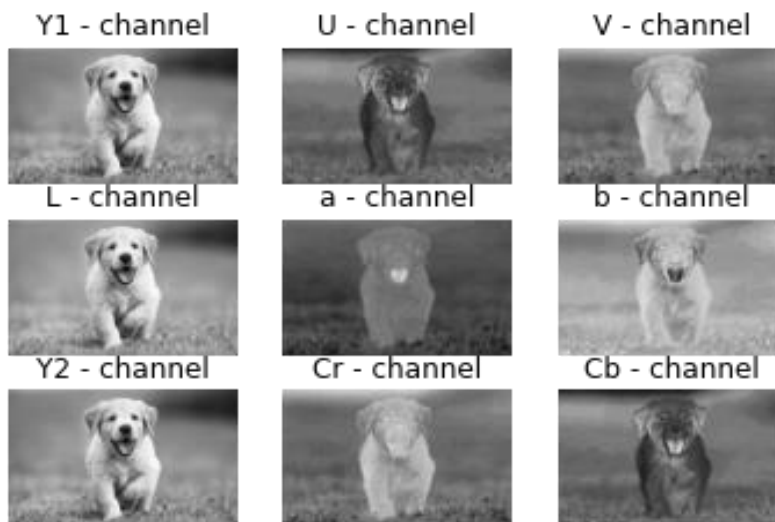 Y1 - channel
U - channel
V - channel
L - channel
a - channel
b - channel
Y2 - channel
Cr - channel
Cb - channel